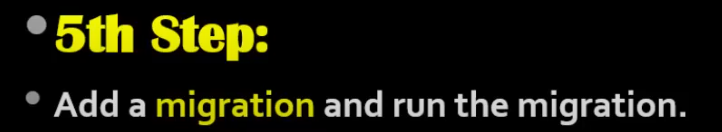 5th Step:
Add a migration and run the migration.